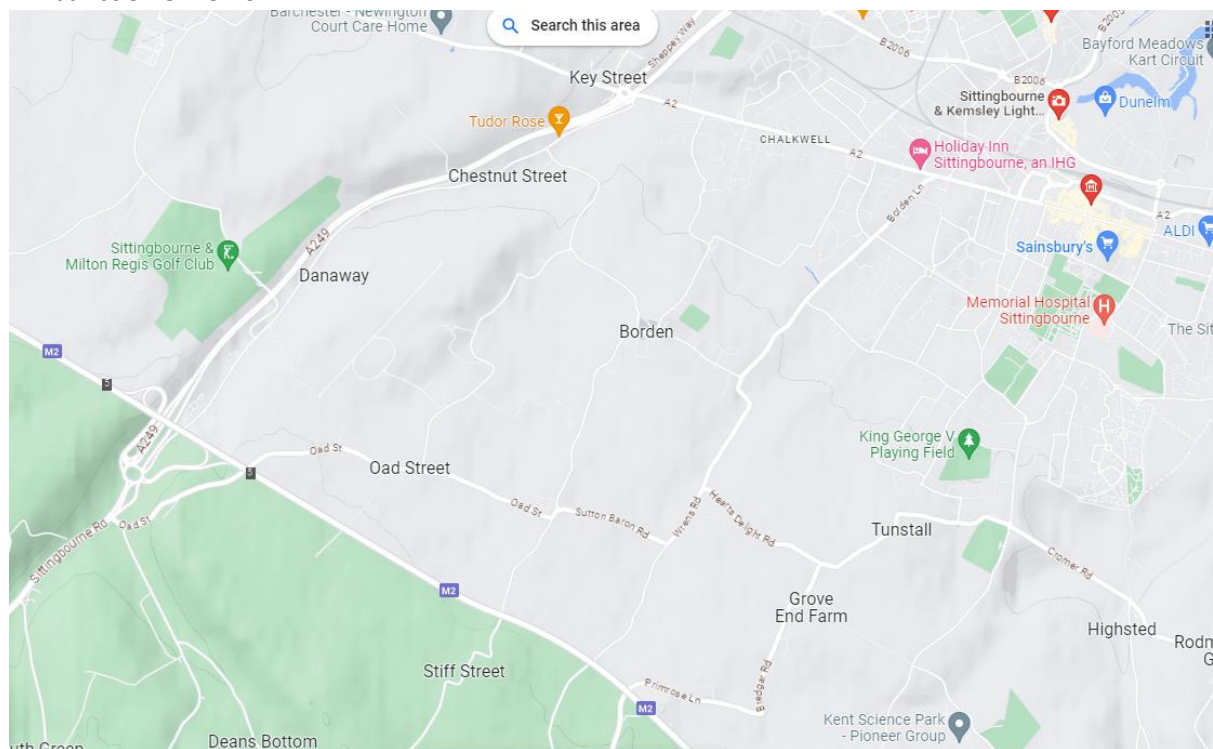 Barchester - Newington
Court Care Home
Search this area
Sheppey Way
B2006
B2006
B2006
Bayford Meadows
Kart Circuit
Key Street
A2
Sittingbourne
& Kemsley Light...
Dunelm
Tudor Rose
CHALKWELL
A2
Holiday Inn
Sittingbourne, an IHG
Chestnut Street
Borden Ln
A2
ALDI
Sittingbourne &
Milton Regis Golf Club
A249
Danaway
Sainsbury's
Memorial Hospital
Sittingbourne
H
The Sit
Borden
M2
5
A249
King George V
Playing Field
Oad St
5
Oad Street
Oad St
Sutton Baron Rd
Wrens Rd
Hearts Delight Rd
Tunstall
Sittingbourne Rd
Oad St
Cromer Rd
M2
Grove
End Farm
Highsted
Rodm
G
Stiff Street
Bredgar Rd
Primrose Ln
M2
Kent Science Park
- Pioneer Group
Deans Bottom
uth Green